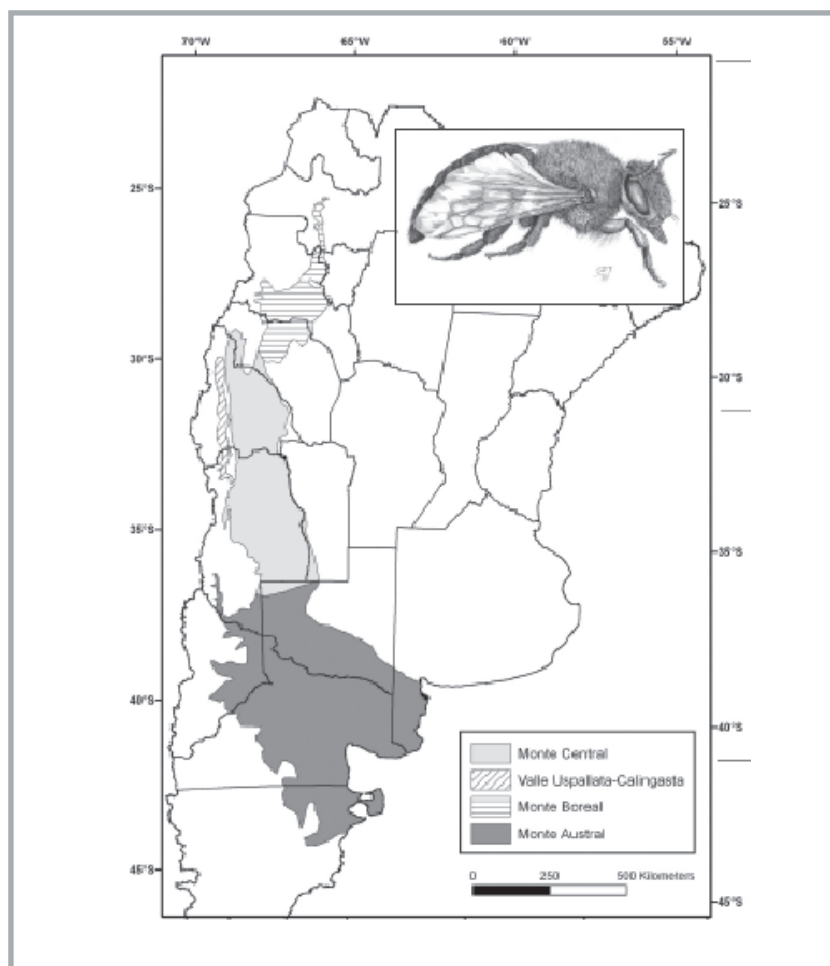 70°W 65°W 60°W 55°W
25°S 25°S
30°S 30°S
35°S 35°S
40°S 40°S
45°S 45°S
Monte Central
Valle Uspallata-Calingasta
Monte Boreal
Monte Austral
0 250 500 Kilometers